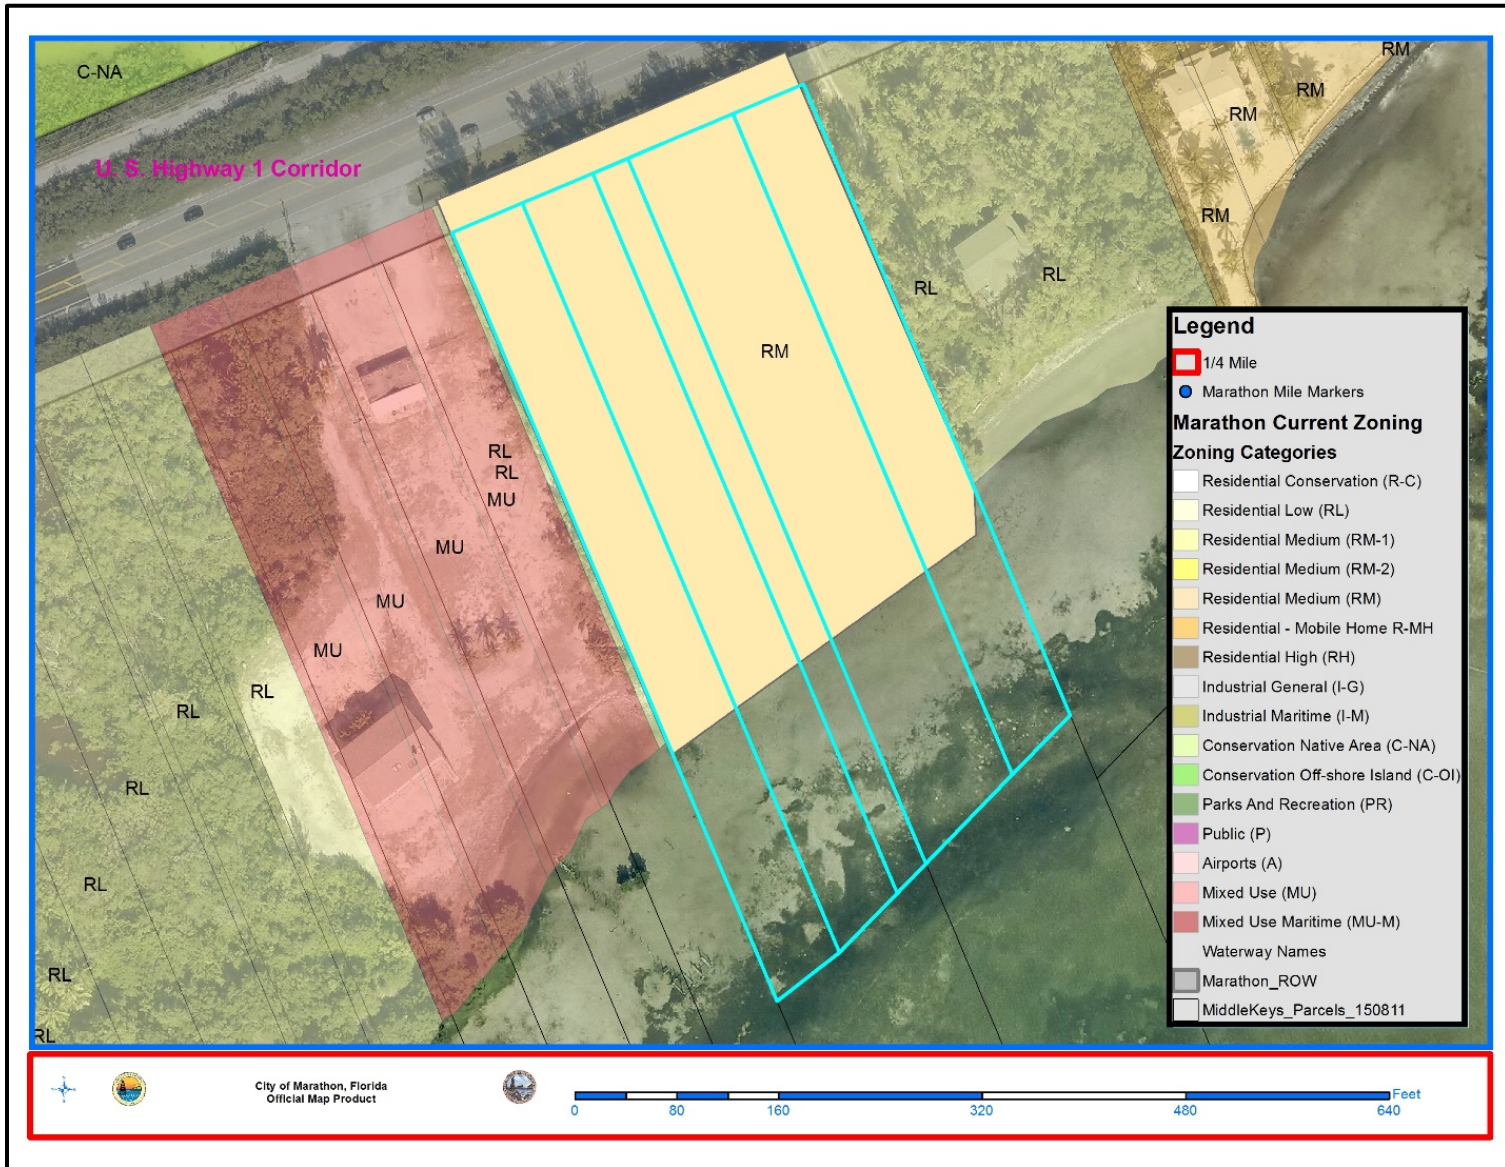 C-NA
RM
RM
RM
U. S. Highway 1 Corridor
RM
RL
RL
RM
RL
RL
MU
MU
MU
MU
RL
RL
RL
RL
RL
RL
Legend
1/4 Mile
Marathon Mile Markers
Marathon Current Zoning
Zoning Categories
Residential Conservation (R-C)
Residential Low (RL)
Residential Medium (RM-1)
Residential Medium (RM-2)
Residential Medium (RM)
Residential - Mobile Home R-MH
Residential High (RH)
Industrial General (I-G)
Industrial Maritime (I-M)
Conservation Native Area (C-NA)
Conservation Off-shore Island (C-OI)
Parks And Recreation (PR)
Public (P)
Airports (A)
Mixed Use (MU)
Mixed Use Maritime (MU-M)
Waterway Names
Marathon_ROW
MiddleKeys_Parcels_150811
City of Marathon, Florida
Official Map Product
Feet
0 80 160 320 480 640